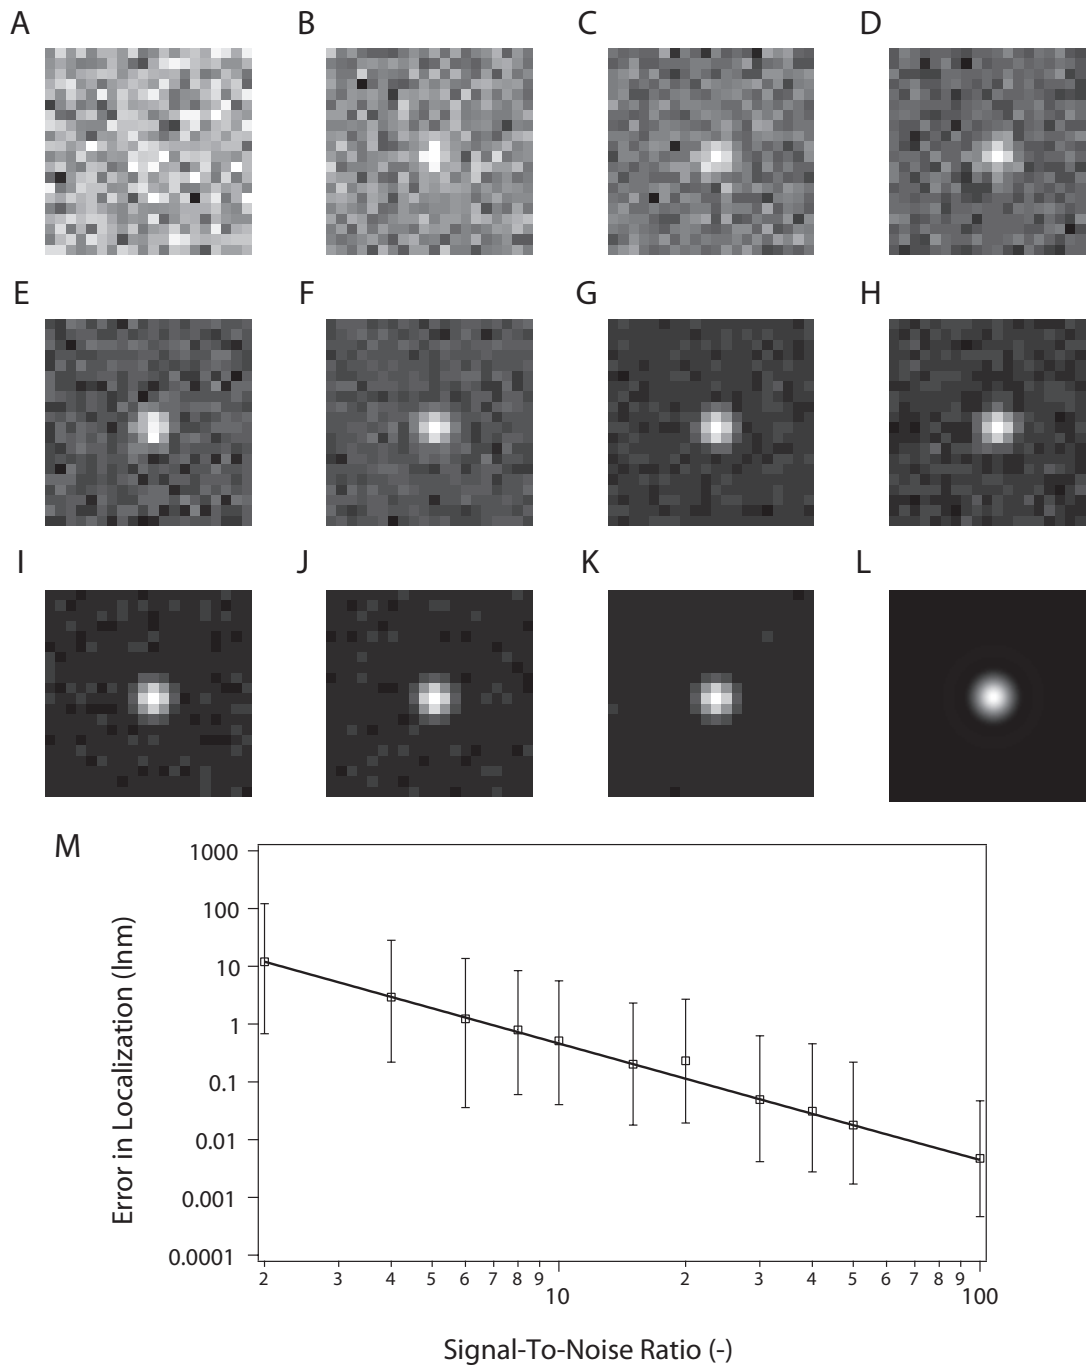 A B C D
E F G H
I J K L
M
1000
100
10
1
0.1
0.01
0.001
0.0001
Error in Localization (lnm)
2 3 4 5 6 7 8 9 10 2 3 4 5 6 7 8 9 100
Signal-To-Noise Ratio (-)